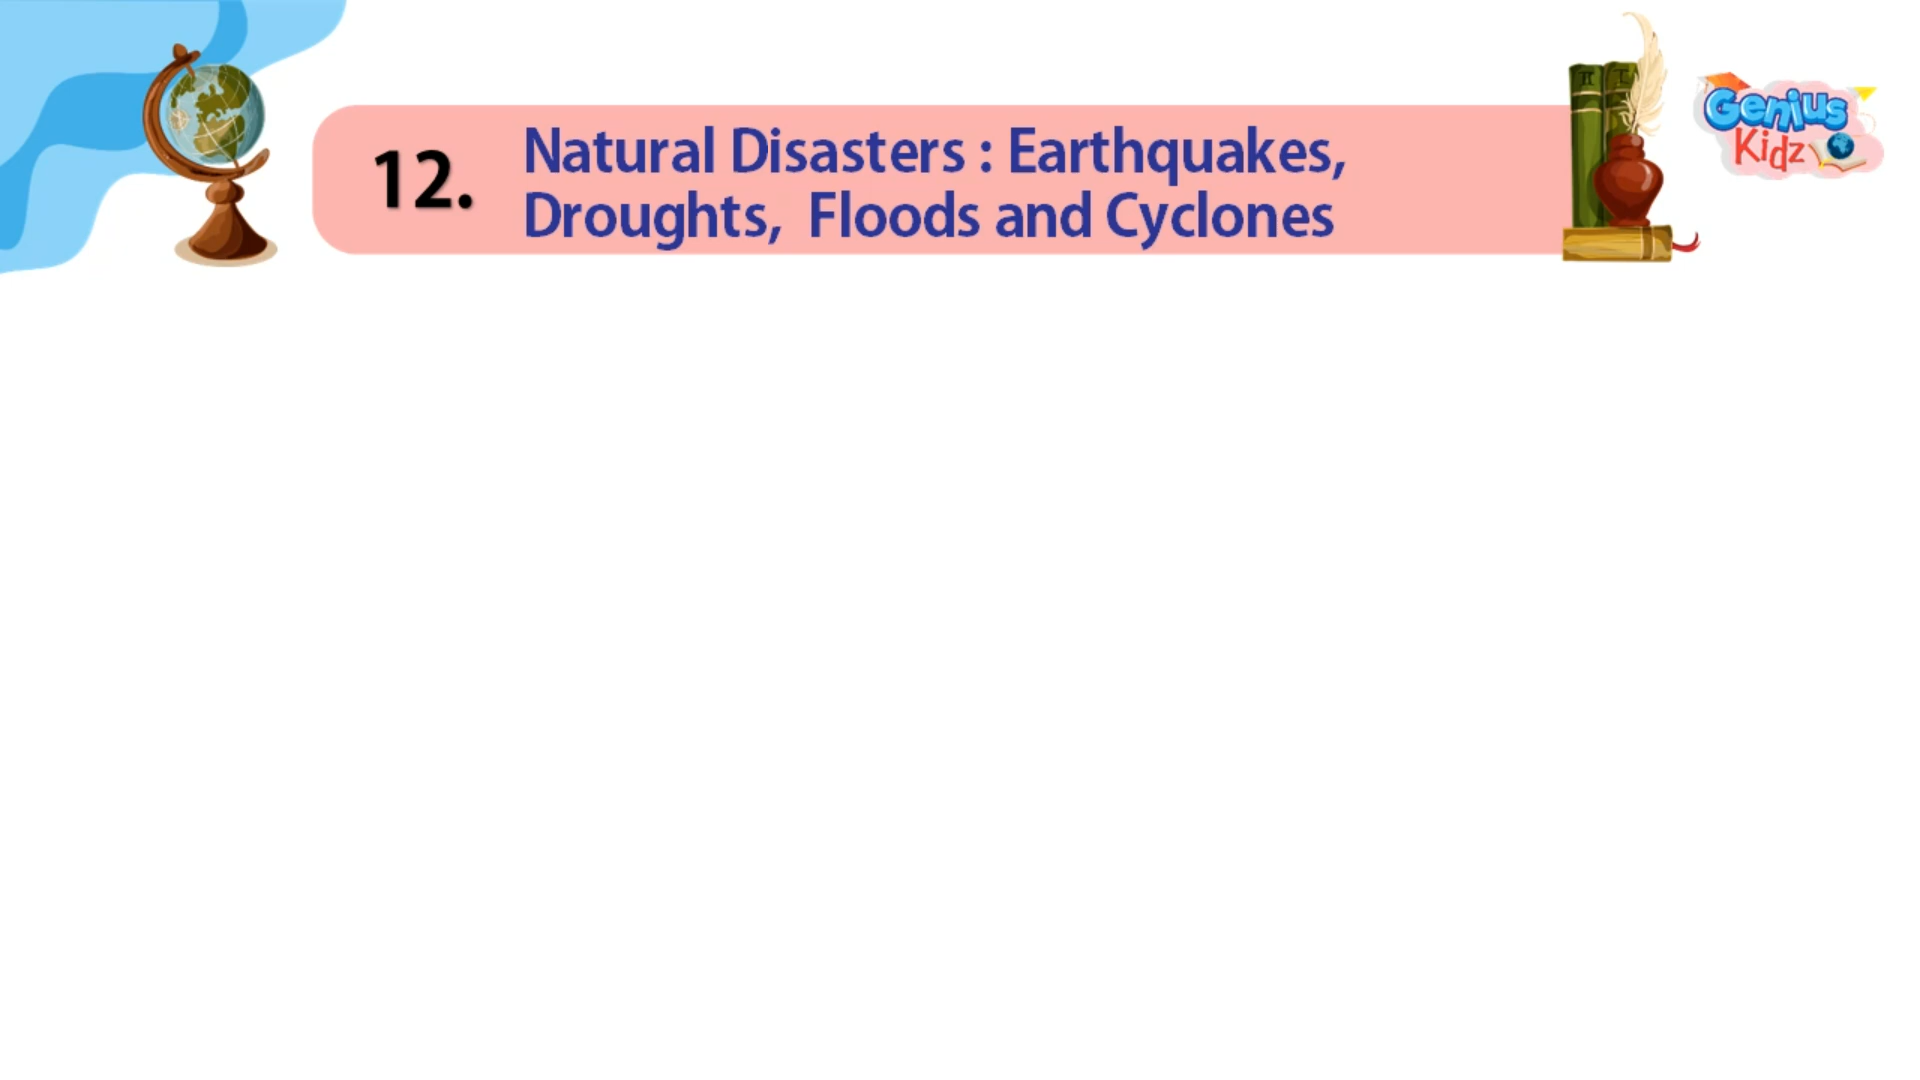 12.
Natural Disasters : Earthquakes,
Droughts, Floods and Cyclones
Genius
Kidz